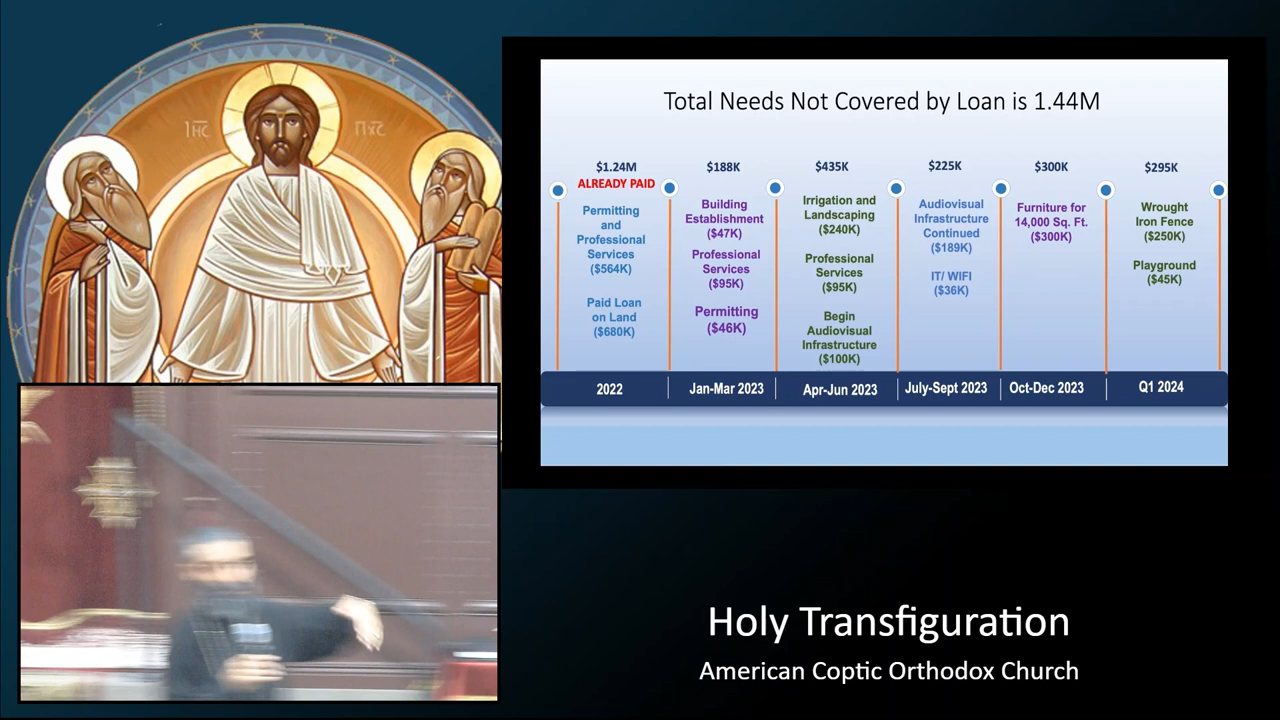 ΙΗC
ΠΧC
Total Needs Not Covered by Loan is 1.44M
$1.24M
ALREADY PAID
Permitting
and
Professional
Services
($564K)
Paid Loan
on Land
($680K)
2022
$188K
Building
Establishment
($47K)
Professional
Services
($95K)
Permitting
($46K)
Jan-Mar 2023
$435K
Irrigation and
Landscaping
($240K)
Professional
Services
($95K)
Begin
Audiovisual
Infrastructure
($100K)
Apr-Jun 2023
$225K
Audiovisual
Infrastructure
Continued
($189K)
IT/ WIFI
($36K)
July-Sept 2023
$300K
Furniture for
14,000 Sq. Ft.
($300K)
Oct-Dec 2023
$295K
Wrought
Iron Fence
($250K)
Playground
($45K)
Q1 2024
Holy Transfiguration
American Coptic Orthodox Church